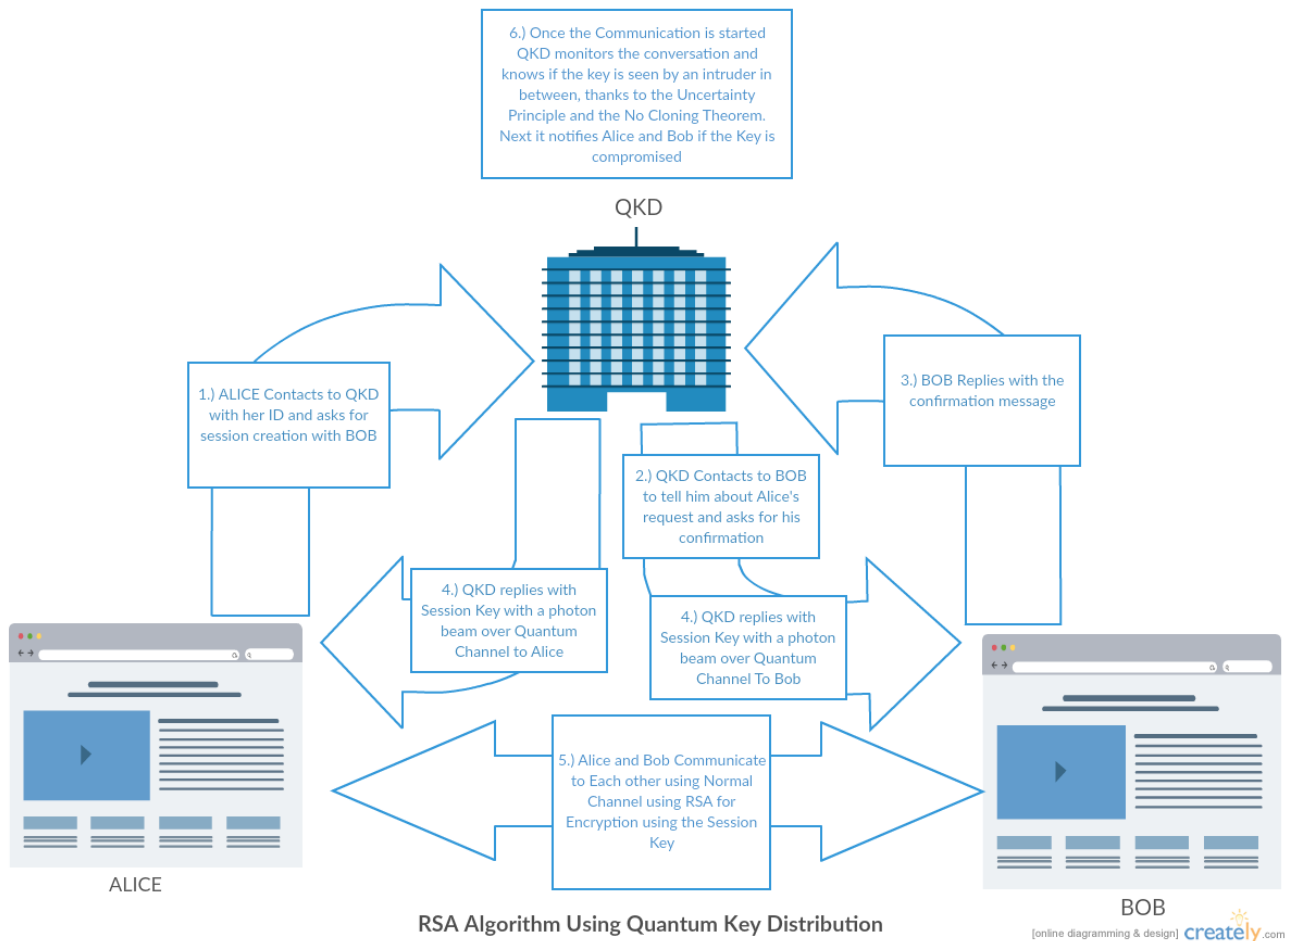 6.) Once the Communication is started
QKD monitors the conversation and
knows if the key is seen by an intruder in
between, thanks to the Uncertainty
Principle and the No Cloning Theorem.
Next it notifies Alice and Bob if the Key is
compromised
QKD
1.) ALICE Contacts to QKD
with her ID and asks for
session creation with BOB
3.) BOB Replies with the
confirmation message
2.) QKD Contacts to BOB
to tell him about Alice's
request and asks for his
confirmation
4.) QKD replies with
Session Key with a photon
beam over Quantum
Channel to Alice
4.) QKD replies with
Session Key with a photon
beam over Quantum
Channel To Bob
5.) Alice and Bob Communicate
to Each other using Normal
Channel using RSA for
Encryption using the Session
Key
ALICE
BOB
RSA Algorithm Using Quantum Key Distribution
[online diagramming & design] creately.com